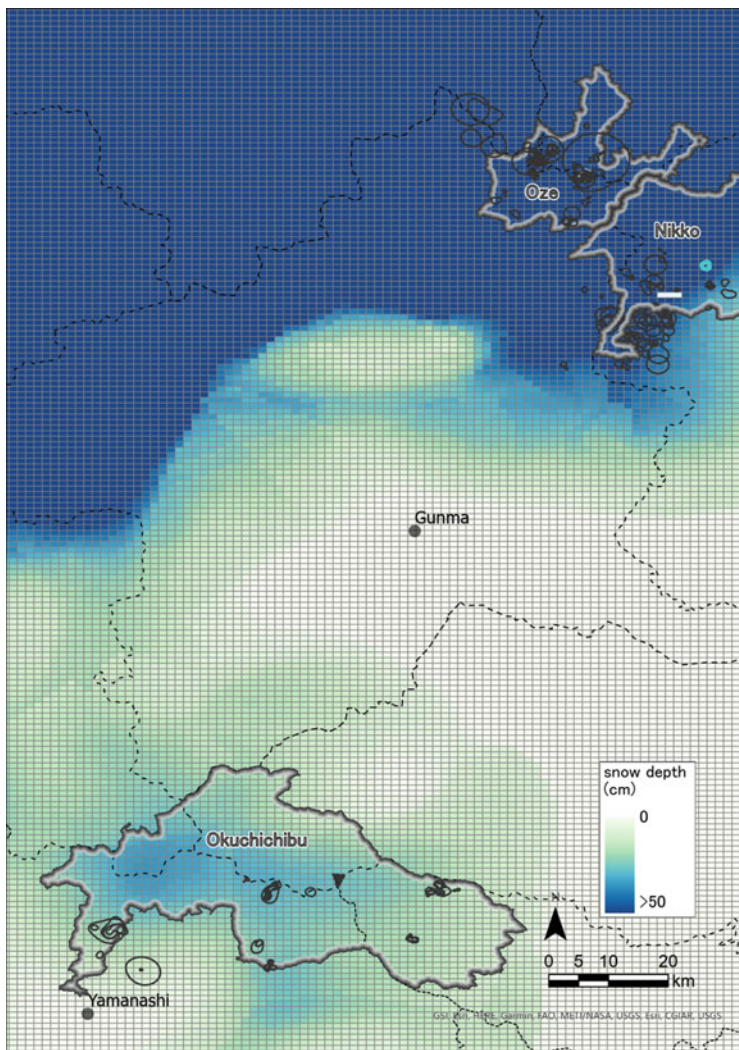 Oze
Nikko
Gunma
snow depth
(cm)
0
>50
Okuchichibu
N
0 5 10 20
km
Yamanashi
GSI, Esri, HERE, Garmin, FAO, METI/NASA, USGS, Esri, CGIAR, USGS